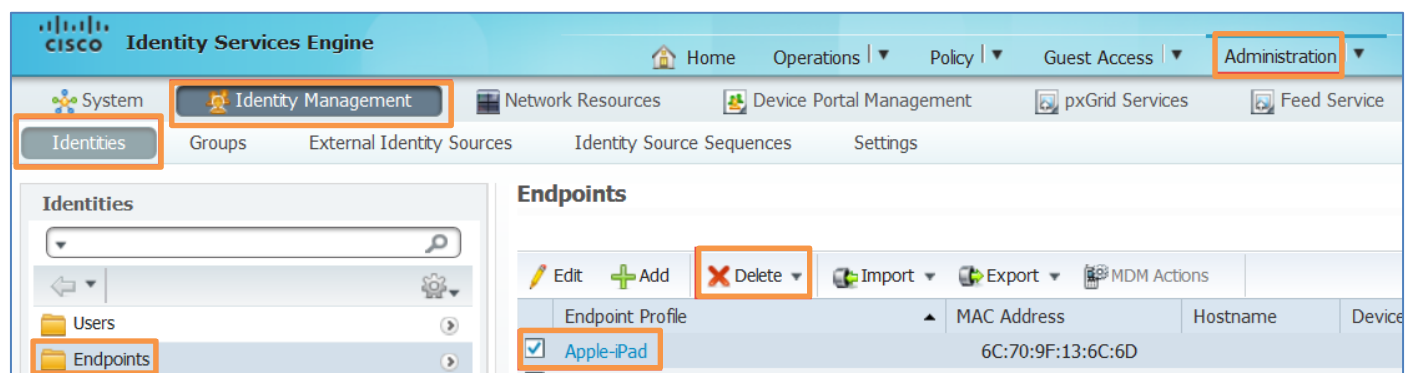 CISCO Identity Services Engine
Home Operations Policy Guest Access Administration
System Identity Management Network Resources Device Portal Management pxGrid Services Feed Service
Identities Groups External Identity Sources Identity Source Sequences Settings
Identities
Users
Endpoints
Endpoints
Edit Add Delete Import Export MDM Actions
Endpoint Profile MAC Address Hostname Device
Apple-iPad 6C:70:9F:13:6C:6D